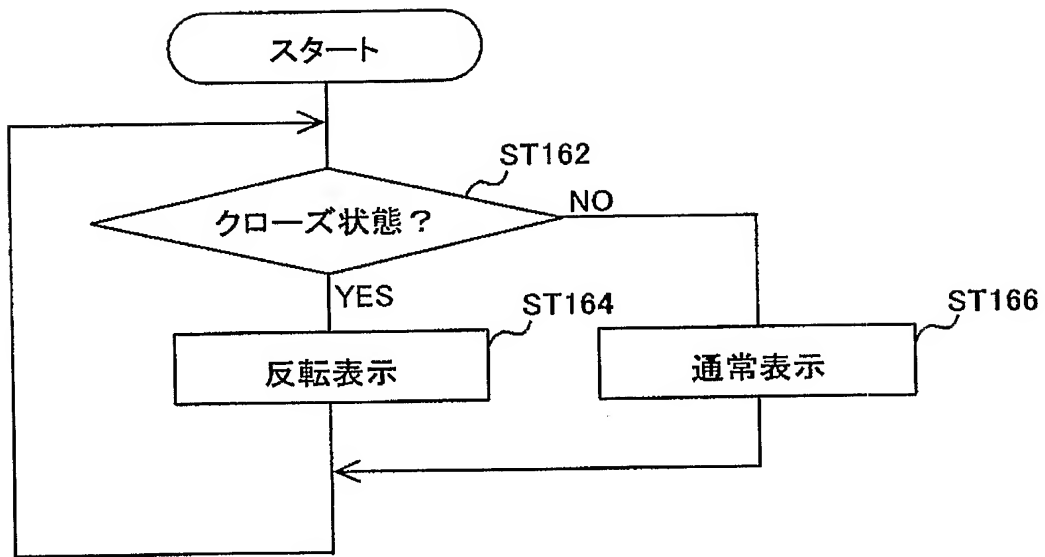 スタート
ST162
クローズ状態？
NO
YES
ST164
ST166
反転表示
通常表示